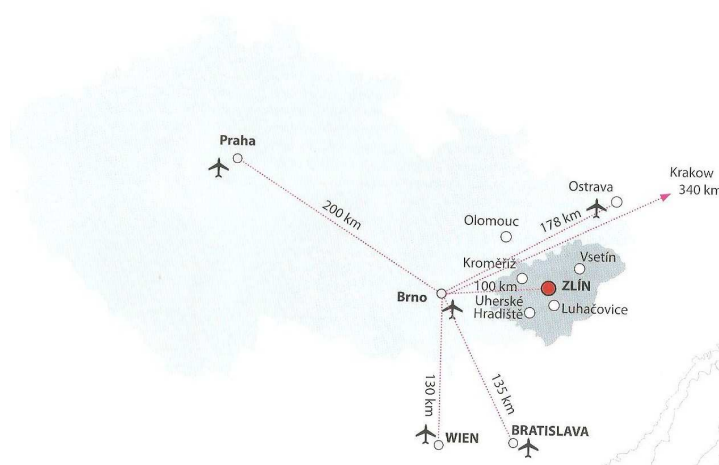 Praha
200 km
Krakow
340 km
Ostrava
178 km
Olomouc
Kroměříž
Vsetín
100 km
ZLÍN
Brno
Uherské
Hradiště
Luhačovice
130 km
135 km
WIEN
BRATISLAVA